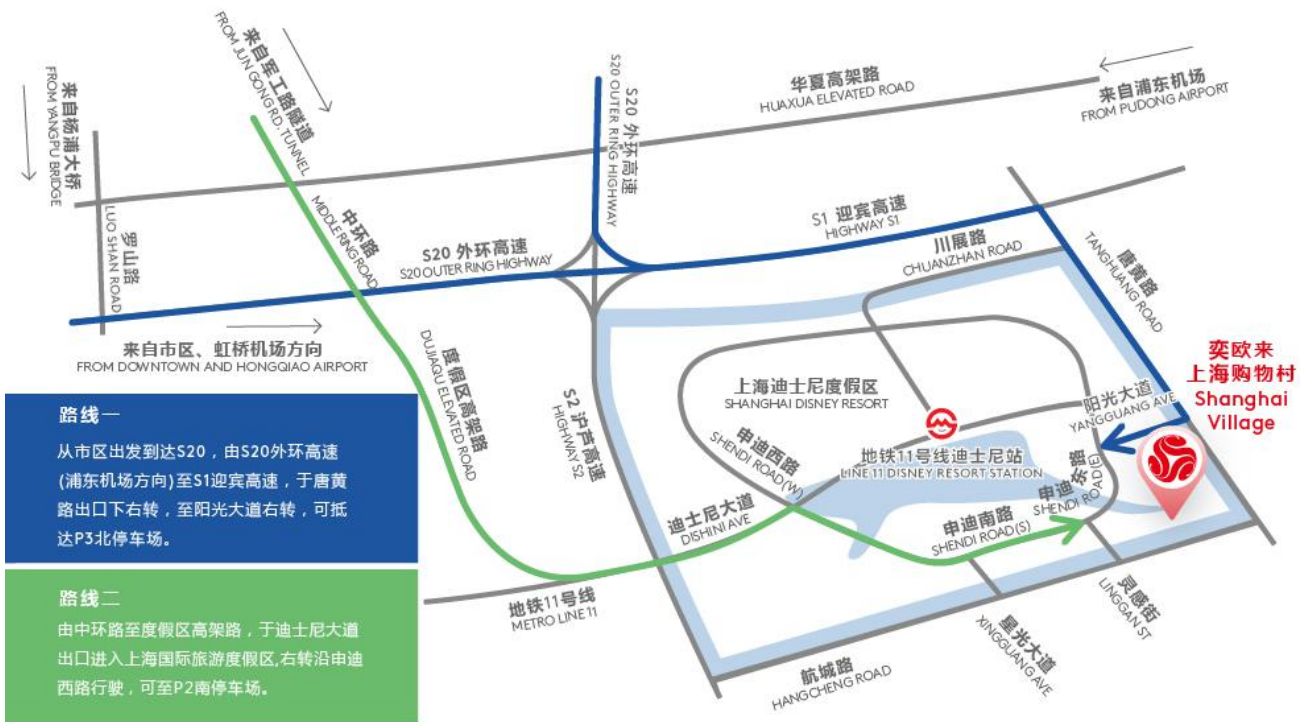 来自杨浦大桥
FROM YANGPU BRIDGE
来自军工路隧道
FROM JUN GONG RD. TUNNEL
S20 外环高速
S20 OUTER RING HIGHWAY
华夏高架路
HUAXUA ELEVATED ROAD
来自浦东机场
FROM PUDONG AIRPORT
罗山路
LUO SHAN ROAD
中环路
MIDDLE RING ROAD
S20 外环高速
S20 OUTER RING HIGHWAY
S1 迎宾高速
HIGHWAY S1
川展路
CHUANZHAN ROAD
唐黄路
TANGHUANG ROAD
来自市区、虹桥机场方向
FROM DOWNTOWN AND HONGQIAO AIRPORT
度假区高架路
DUJIAQU ELEVATED ROAD
S2 沪芦高速
HIGHWAY S2
上海迪士尼度假区
SHANGHAI DISNEY RESORT
阳光大道
YANGGUANG AVE
奕欧来
上海购物村
Shanghai
Village
申迪西路
SHENDI ROAD(W)
地铁11号线迪士尼站
LINE 11 DISNEY RESORT STATION
申迪东路
SHENDI ROAD(E)
迪士尼大道
DISHINI AVE
申迪南路
SHENDI ROAD(S)
地铁11号线
METRO LINE 11
灵感街
LINGGAN ST
星光大道
XINGGUANG AVE
航城路
HANGCHENG ROAD
路线一
从市区出发到达S20，由S20外环高速
(浦东机场方向)至S1迎宾高速，于唐黄
路出口下右转，至阳光大道右转，可抵
达P3北停车场。
路线二
由中环路至度假区高架路，于迪士尼大道
出口进入上海国际旅游度假区,右转沿申迪
西路行驶，可至P2南停车场。